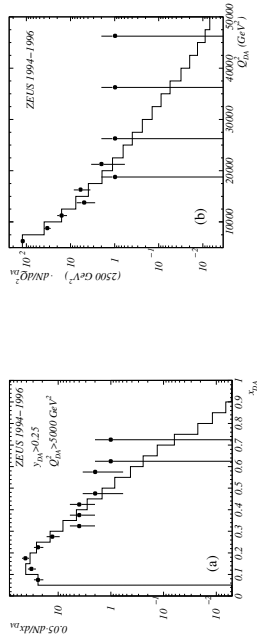 ZEUS 1994-1996
y_DA>0.25
Q²_DA>5000 GeV²
0.05·dN/dx_DA
10
1
10⁻¹
10⁻²
(a)
0 0.1 0.2 0.3 0.4 0.5 0.6 0.7 0.8 0.9 1
x_DA
ZEUS 1994-1996
(2500 GeV²)·dN/dQ²_DA
10²
10
1
10⁻¹
10⁻²
(b)
10000 20000 30000 40000 50000
Q²_DA (GeV²)